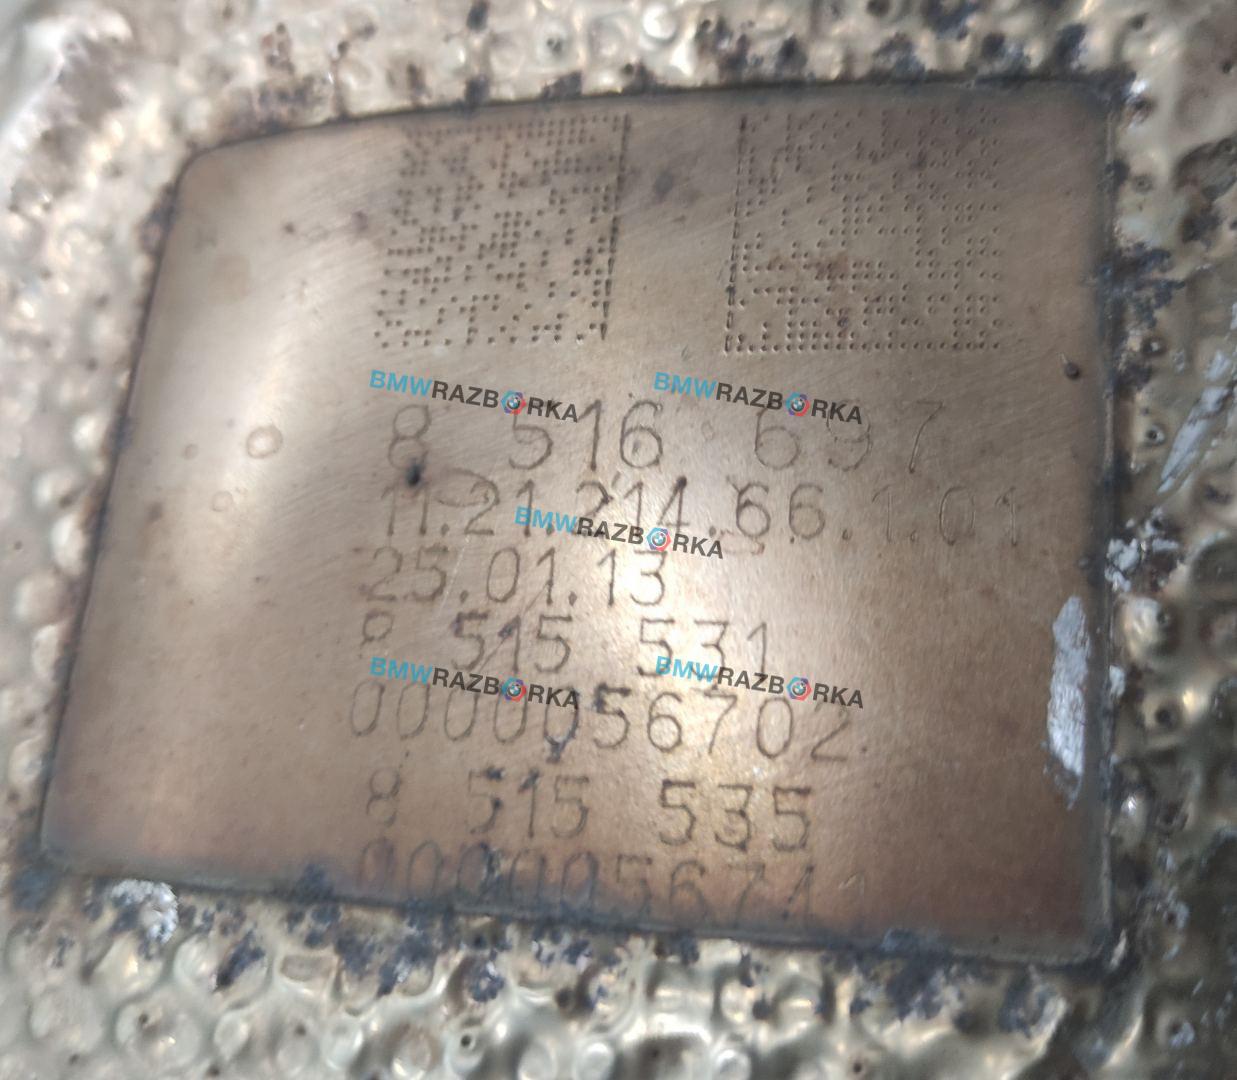 BMWRAZBORKA BMWRAZBORKA
8 516 697
11.21.214.66.1.01
BMWRAZBORKA
25.01.13
8 515 531
BMWRAZBORKA BMWRAZBORKA
0000056702
8 515 535